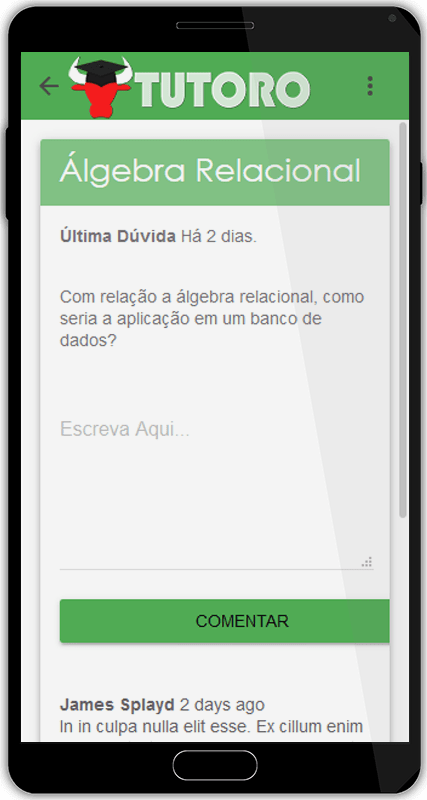 TUTORO
Álgebra Relacional
Última Dúvida Há 2 dias.
Com relação a álgebra relacional, como
seria a aplicação em um banco de
dados?
Escreva Aqui...
COMENTAR
James Splayd 2 days ago
In in culpa nulla elit esse. Ex cillum enim